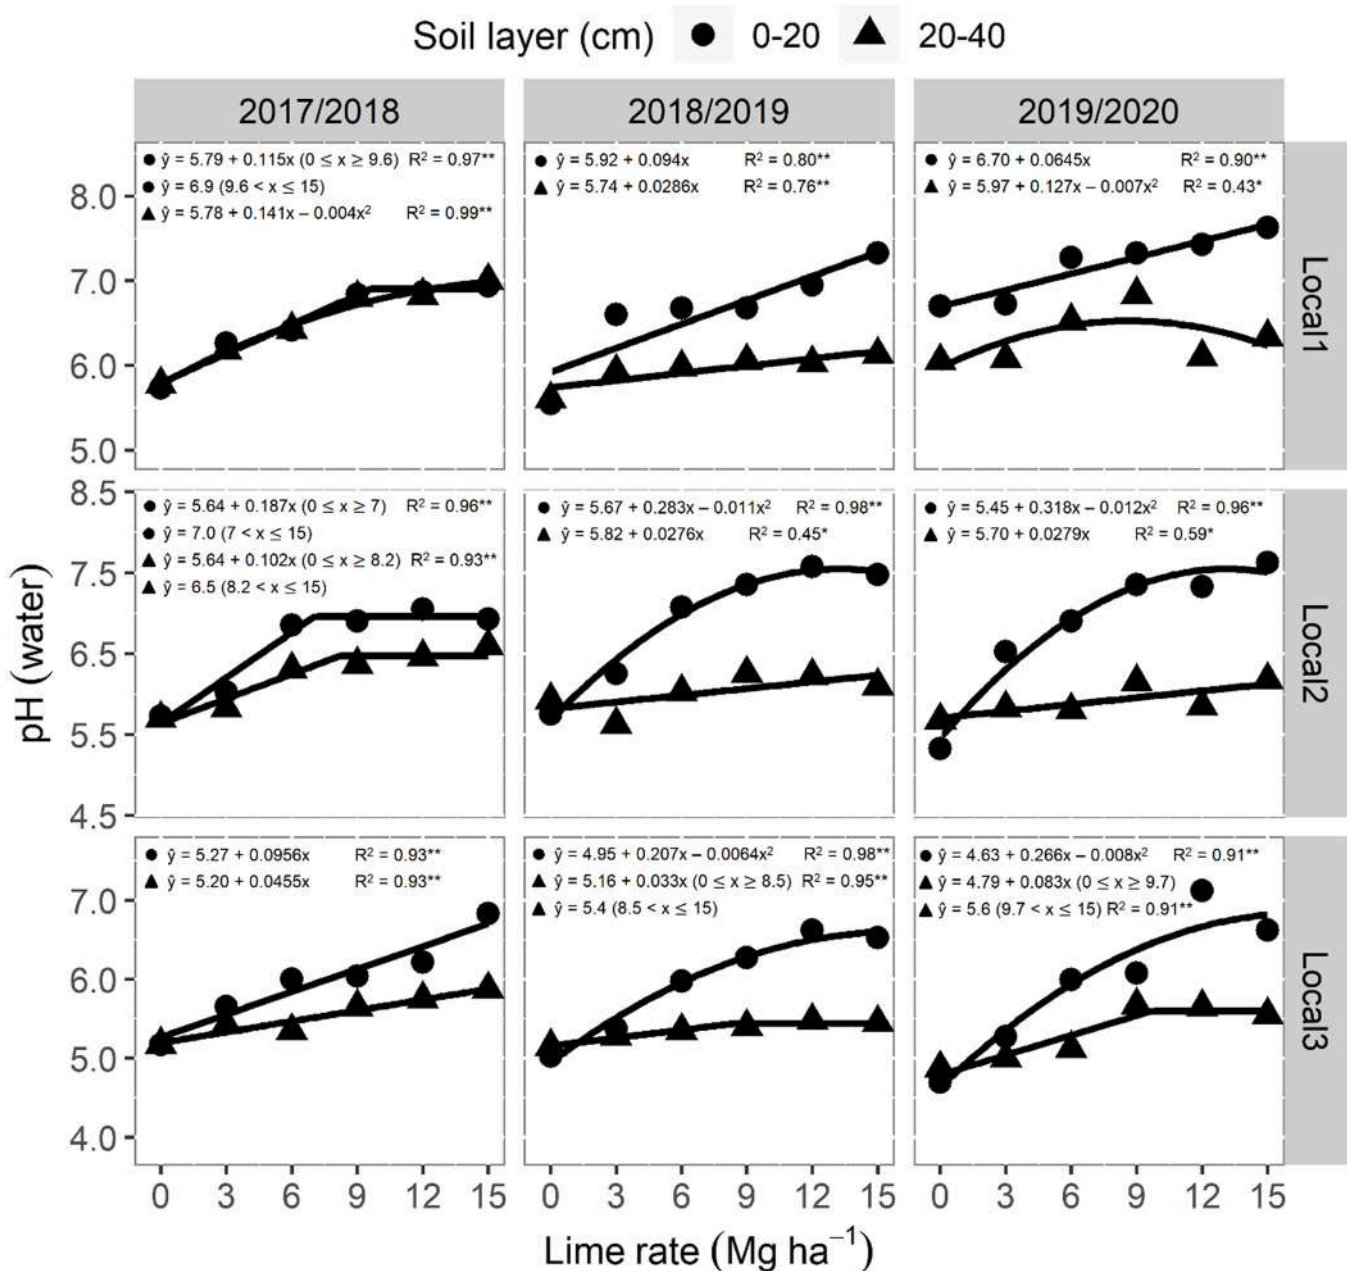 Soil layer (cm) 0-20 20-40
2017/2018 2018/2019 2019/2020
ŷ = 5.79 + 0.115x (0 ≤ x ≥ 9.6) R² = 0.97**
ŷ = 6.9 (9.6 < x ≤ 15)
ŷ = 5.78 + 0.141x – 0.004x² R² = 0.99**
ŷ = 5.92 + 0.094x R² = 0.80**
ŷ = 5.74 + 0.0286x R² = 0.76**
ŷ = 6.70 + 0.0645x R² = 0.90**
ŷ = 5.97 + 0.127x – 0.007x² R² = 0.43*
8.0
7.0
6.0
5.0
Local1
ŷ = 5.64 + 0.187x (0 ≤ x ≥ 7) R² = 0.96**
ŷ = 7.0 (7 < x ≤ 15)
ŷ = 5.64 + 0.102x (0 ≤ x ≥ 8.2) R² = 0.93**
ŷ = 6.5 (8.2 < x ≤ 15)
ŷ = 5.67 + 0.283x – 0.011x² R² = 0.98**
ŷ = 5.82 + 0.0276x R² = 0.45*
ŷ = 5.45 + 0.318x – 0.012x² R² = 0.96**
ŷ = 5.70 + 0.0279x R² = 0.59*
8.5
7.5
6.5
5.5
4.5
Local2
pH (water)
ŷ = 5.27 + 0.0956x R² = 0.93**
ŷ = 5.20 + 0.0455x R² = 0.93**
ŷ = 4.95 + 0.207x – 0.0064x² R² = 0.98**
ŷ = 5.16 + 0.033x (0 ≤ x ≥ 8.5) R² = 0.95**
ŷ = 5.4 (8.5 < x ≤ 15)
ŷ = 4.63 + 0.266x – 0.008x² R² = 0.91**
ŷ = 4.79 + 0.083x (0 ≤ x ≥ 9.7)
ŷ = 5.6 (9.7 < x ≤ 15) R² = 0.91**
7.0
6.0
5.0
4.0
Local3
0 3 6 9 12 15 0 3 6 9 12 15 0 3 6 9 12 15
Lime rate (Mg ha⁻¹)